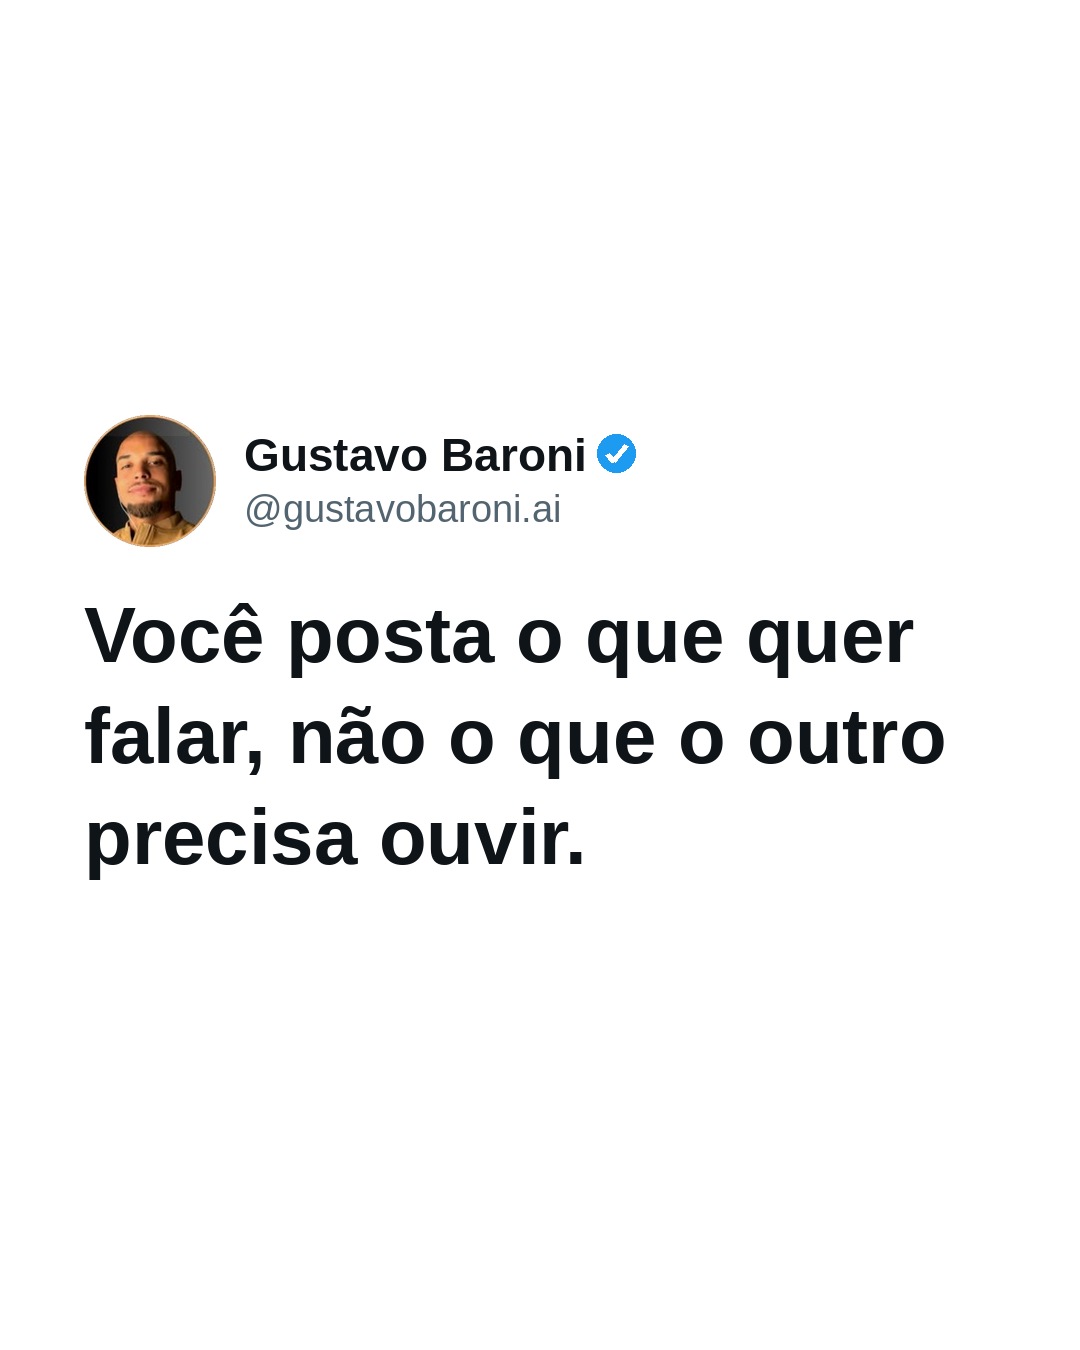 Gustavo Baroni
@gustavobaroni.ai
Você posta o que quer
falar, não o que o outro
precisa ouvir.